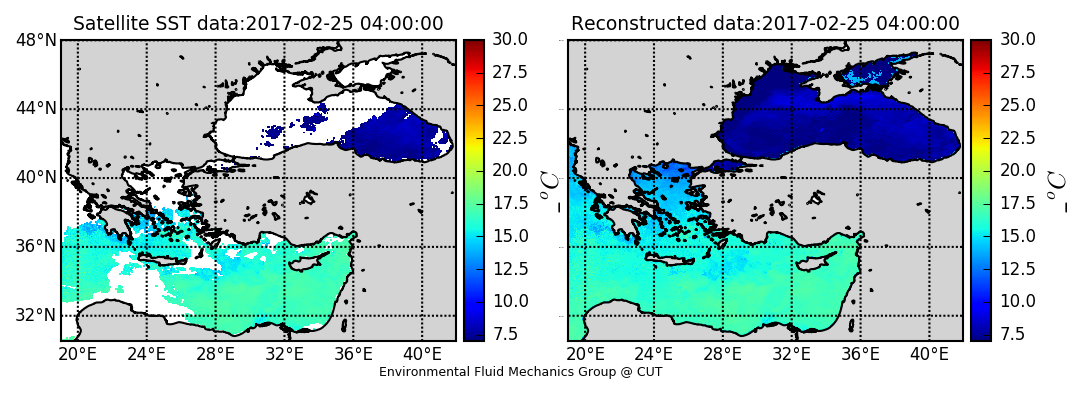 Satellite SST data:2017-02-25 04:00:00
48°N
44°N
40°N
36°N
32°N
20°E 24°E 28°E 32°E 36°E 40°E
30.0
27.5
25.0
22.5
20.0
17.5
15.0
12.5
10.0
7.5
°C
Reconstructed data:2017-02-25 04:00:00
20°E 24°E 28°E 32°E 36°E 40°E
30.0
27.5
25.0
22.5
20.0
17.5
15.0
12.5
10.0
7.5
°C
Environmental Fluid Mechanics Group @ CUT